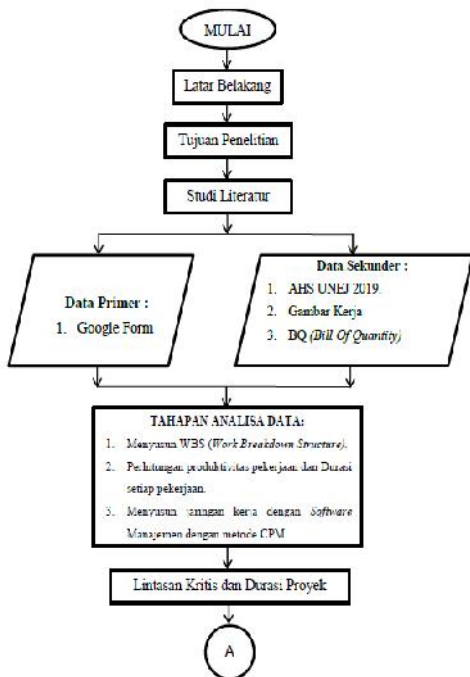 MULAI
Latar Belakang
Tujuan Penelitian
Studi Literatur
Data Primer :
1. Google Form
Data Sekunder :
1. AHS UNEJ 2019.
2. Gambar Kerja
3. BQ (Bill Of Quantity)
TAHAPAN ANALISA DATA:
1. Menyusun WBS (Work Breakdown Structure).
2. Perhitungan produktivitas pekerjaan dan Durasi
setiap pekerjaan.
3. Menyusun jaringan kerja dengan Software
Manajemen dengan metode CPM
Lintasan Kritis dan Durasi Proyek
A